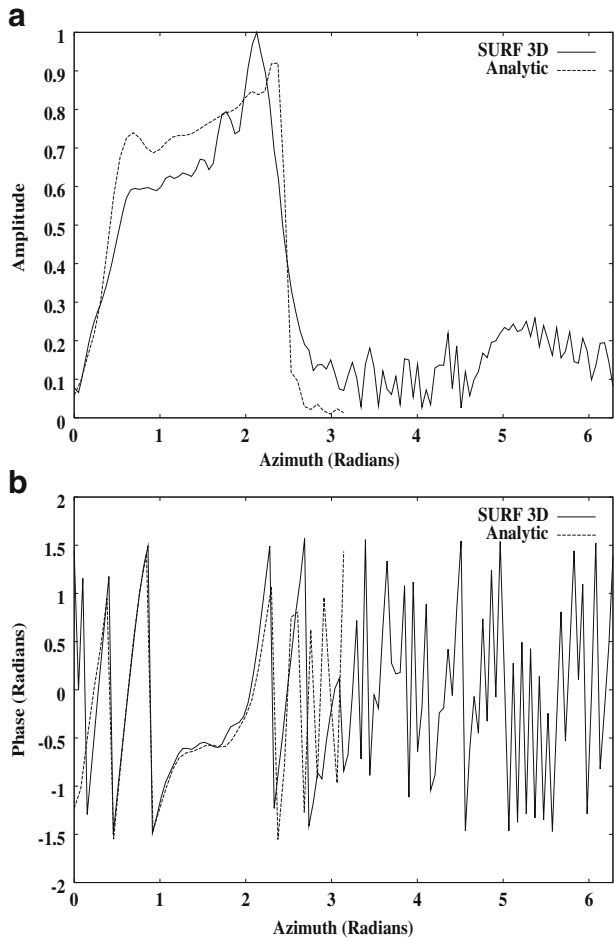 a
1
0.9
0.8
0.7
0.6
0.5
0.4
0.3
0.2
0.1
0
Amplitude
SURF 3D
Analytic
0 1 2 3 4 5 6
Azimuth (Radians)
b
2
1.5
1
0.5
0
-0.5
-1
-1.5
-2
Phase (Radians)
SURF 3D
Analytic
0 1 2 3 4 5 6
Azimuth (Radians)